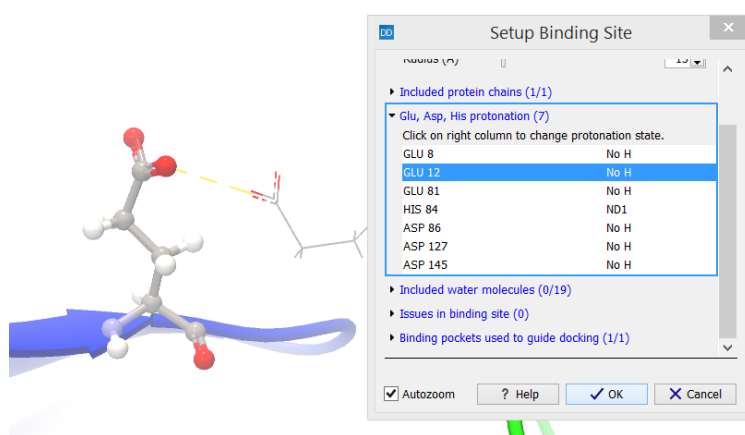 DD
Setup Binding Site
Radius (A)
15
Included protein chains (1/1)
Glu, Asp, His protonation (7)
Click on right column to change protonation state.
GLU 8 No H
GLU 12 No H
GLU 81 No H
HIS 84 ND1
ASP 86 No H
ASP 127 No H
ASP 145 No H
Included water molecules (0/19)
Issues in binding site (0)
Binding pockets used to guide docking (1/1)
Autozoom ? Help OK Cancel